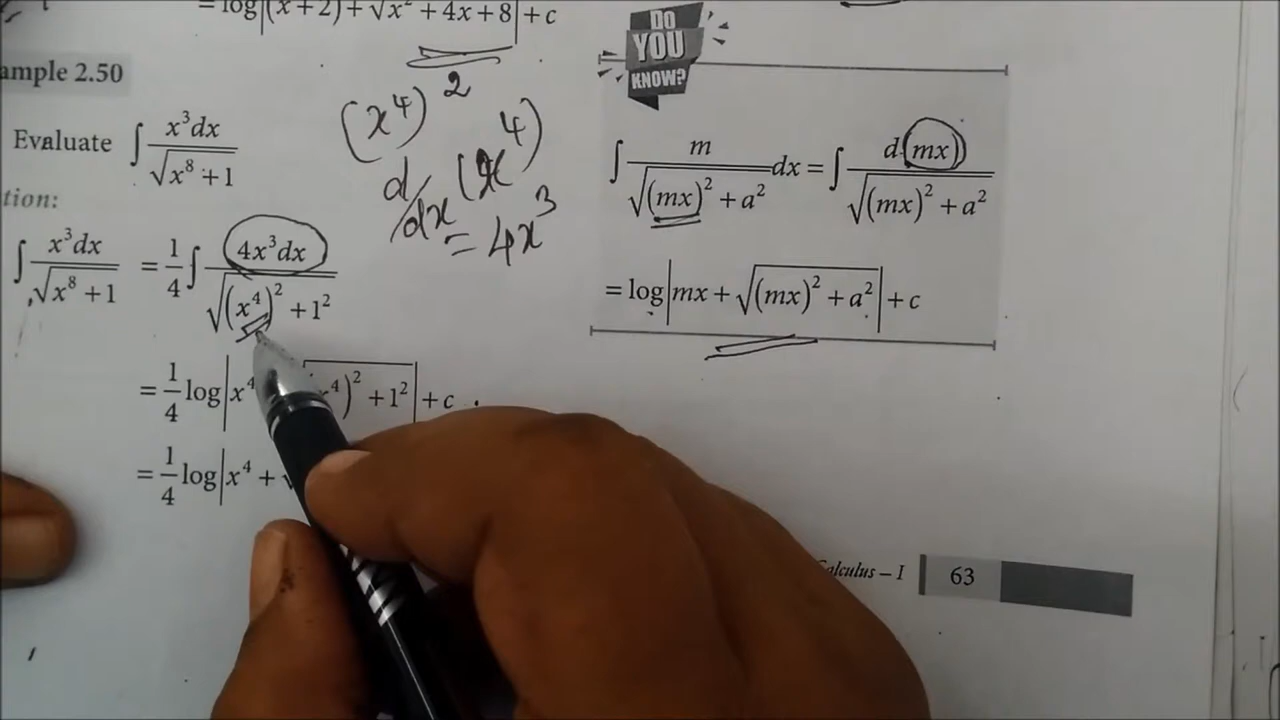 = log|(x+2)+√x² +4x+8|+c
ample 2.50
Evaluate ∫ x³dx/√x⁸+1
tion:
∫ x³dx/√x⁸+1 = 1/4 ∫ 4x³dx/√(x⁴)²+1²
= 1/4 log|x⁴ x⁴)²+1²|+c
= 1/4 log|x⁴+√
(x⁴)²
d/dx (x⁴)
= 4x³
DO
YOU
KNOW?
∫ m/√(mx)²+a² dx = ∫ d(mx)/√(mx)²+a²
= log|mx+√(mx)²+a²|+c
Calculus – I 63